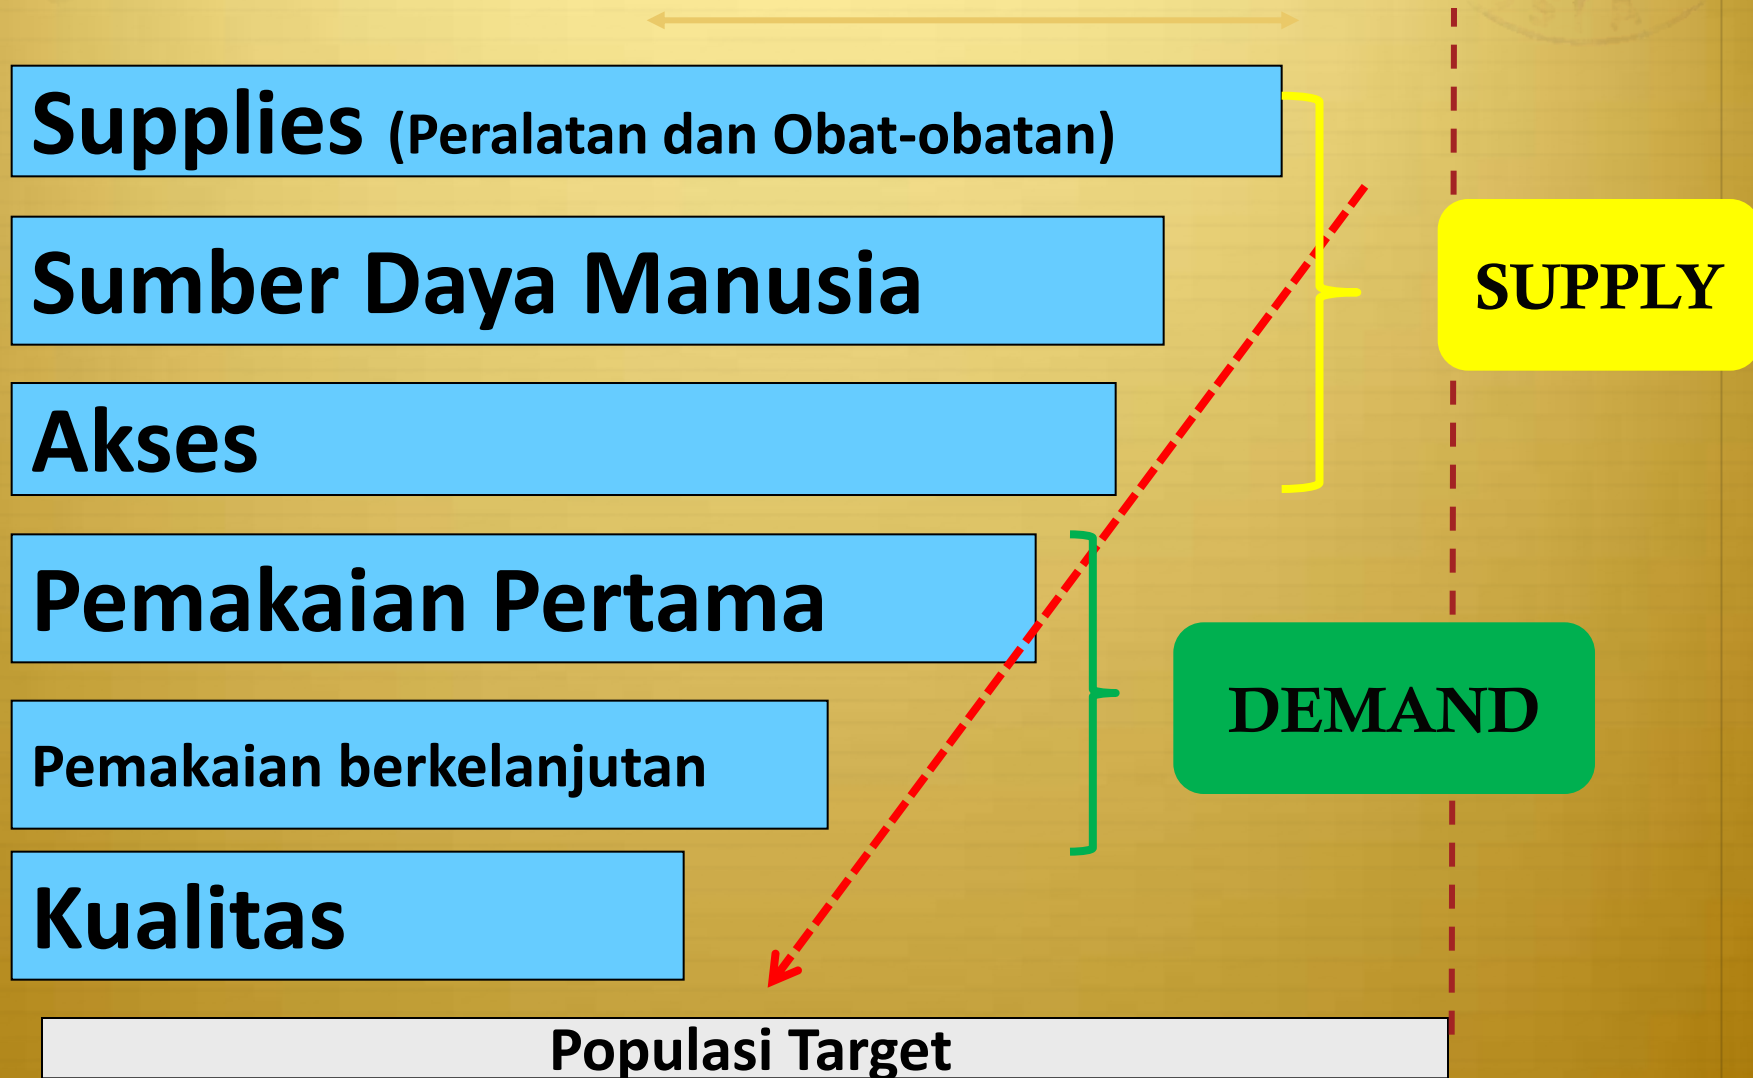 Supplies (Peralatan dan Obat-obatan)
Sumber Daya Manusia
SUPPLY
Akses
Pemakaian Pertama
DEMAND
Pemakaian berkelanjutan
Kualitas
Populasi Target